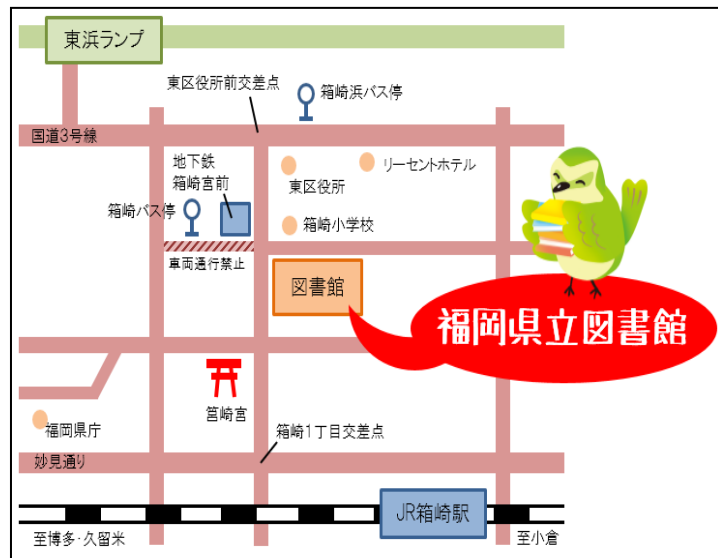 東浜ランプ
東区役所前交差点
箱崎浜バス停
国道3号線
地下鉄
箱崎宮前
リーセントホテル
東区役所
箱崎バス停
箱崎小学校
車両通行禁止
図書館
福岡県立図書館
筥崎宮
福岡県庁
箱崎1丁目交差点
妙見通り
JR箱崎駅
至博多・久留米
至小倉